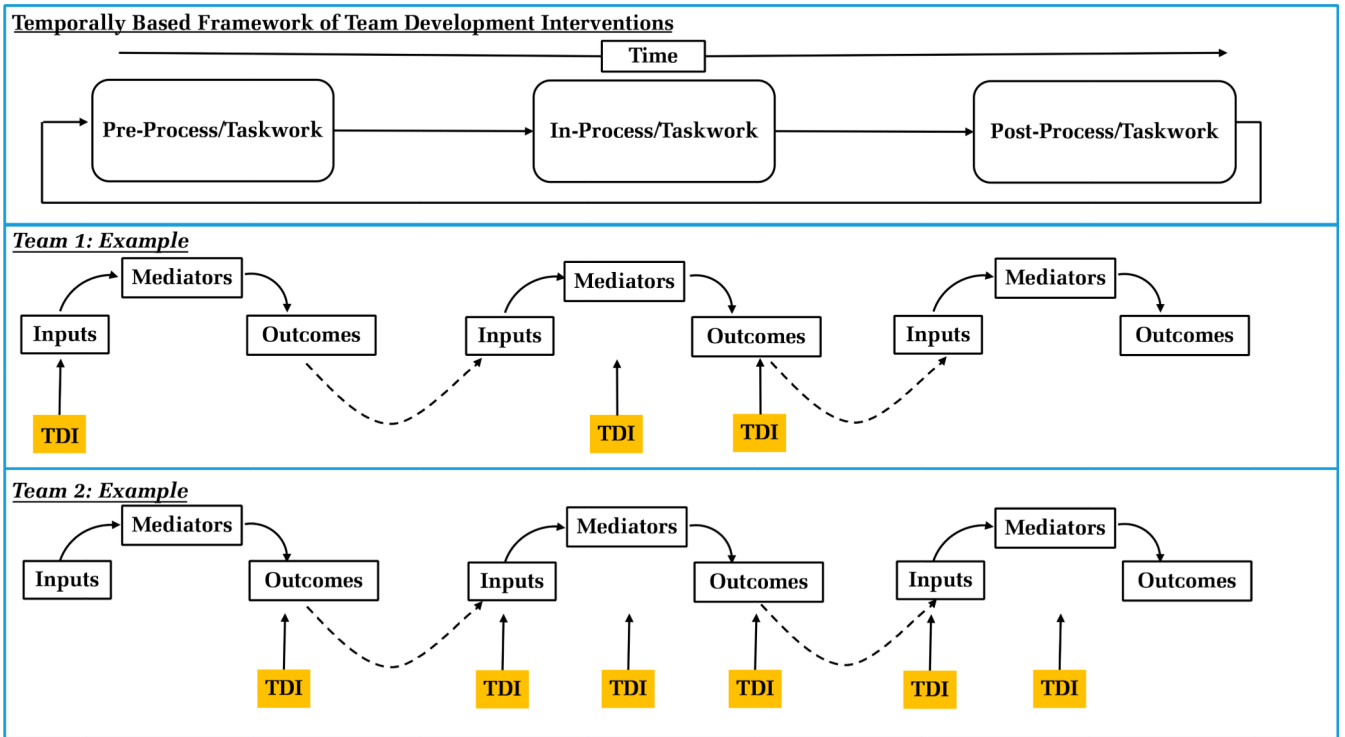 Temporally Based Framework of Team Development Interventions
Time
Pre-Process/Taskwork
In-Process/Taskwork
Post-Process/Taskwork
Team 1: Example
Mediators
Mediators
Mediators
Inputs
Outcomes
Inputs
Outcomes
Inputs
Outcomes
TDI
TDI
TDI
Team 2: Example
Mediators
Mediators
Mediators
Inputs
Outcomes
Inputs
Outcomes
Inputs
Outcomes
TDI
TDI
TDI
TDI
TDI
TDI